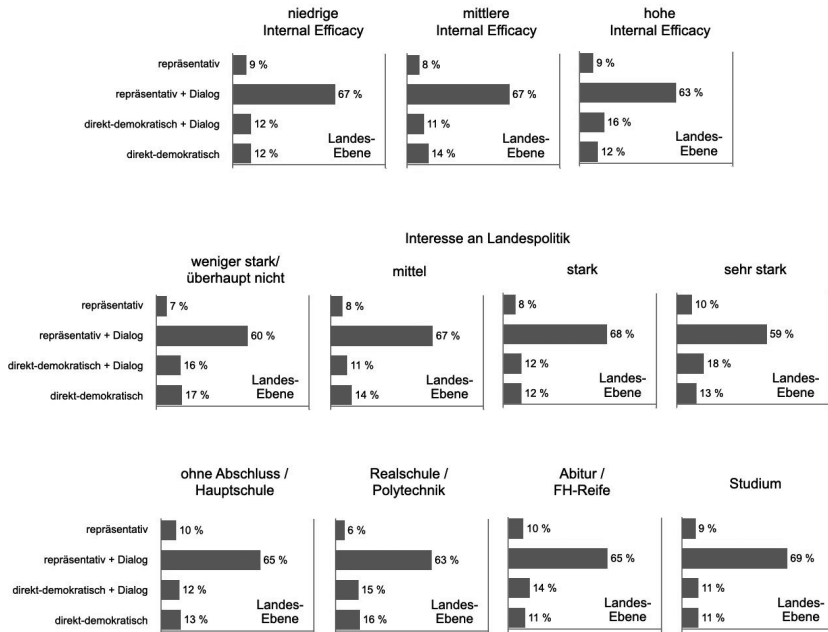 niedrige
Internal Efficacy
mittlere
Internal Efficacy
hohe
Internal Efficacy
repräsentativ
9 %
8 %
9 %
repräsentativ + Dialog
67 %
67 %
63 %
direkt-demokratisch + Dialog
12 %
11 %
16 %
direkt-demokratisch
12 %
14 %
12 %
Landes-
Ebene
Landes-
Ebene
Landes-
Ebene
Interesse an Landespolitik
weniger stark/
überhaupt nicht
mittel
stark
sehr stark
repräsentativ
7 %
8 %
8 %
10 %
repräsentativ + Dialog
60 %
67 %
68 %
59 %
direkt-demokratisch + Dialog
16 %
11 %
12 %
18 %
direkt-demokratisch
17 %
14 %
12 %
13 %
Landes-
Ebene
Landes-
Ebene
Landes-
Ebene
Landes-
Ebene
ohne Abschluss /
Hauptschule
Realschule /
Polytechnik
Abitur /
FH-Reife
Studium
repräsentativ
10 %
6 %
10 %
9 %
repräsentativ + Dialog
65 %
63 %
65 %
69 %
direkt-demokratisch + Dialog
12 %
15 %
14 %
11 %
direkt-demokratisch
13 %
16 %
11 %
11 %
Landes-
Ebene
Landes-
Ebene
Landes-
Ebene
Landes-
Ebene